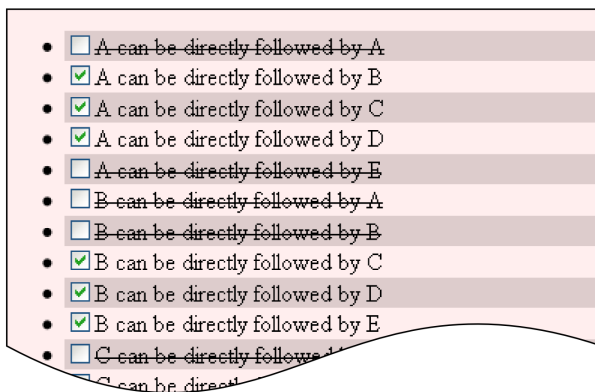 A can be directly followed by A
A can be directly followed by B
A can be directly followed by C
A can be directly followed by D
A can be directly followed by E
B can be directly followed by A
B can be directly followed by B
B can be directly followed by C
B can be directly followed by D
B can be directly followed by E
C can be directly followed
C can be